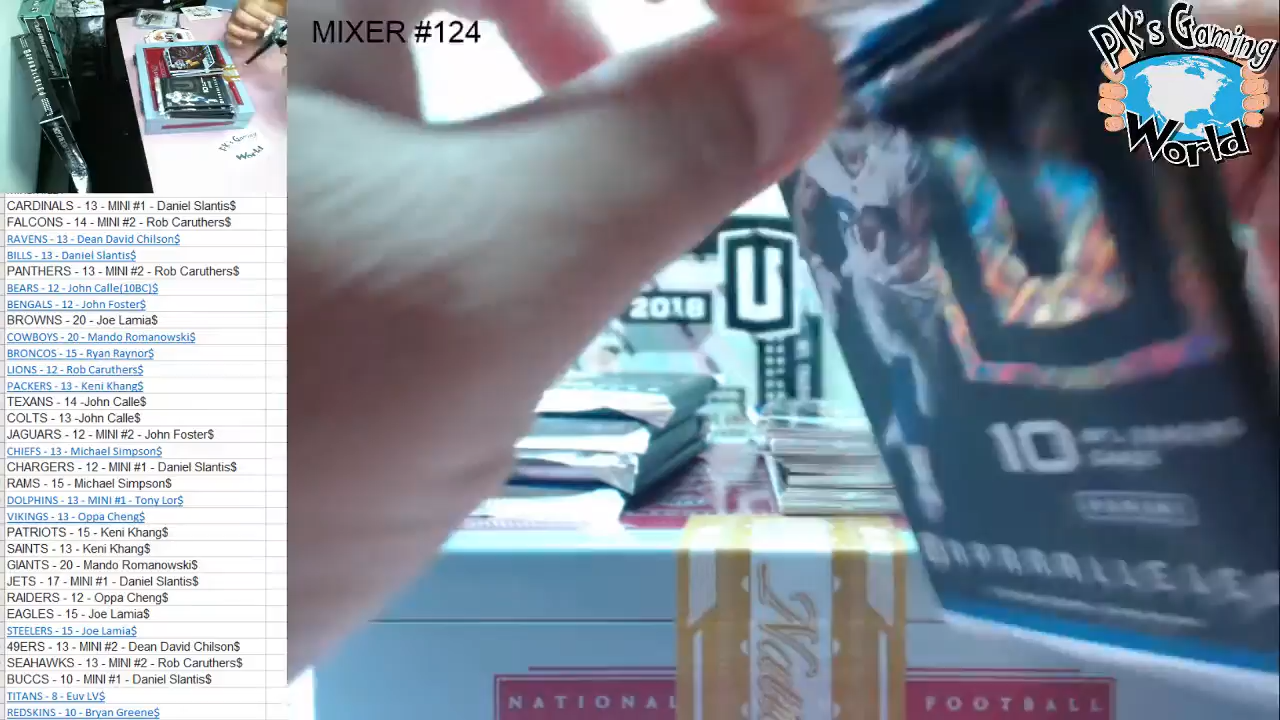 MIXER #124
PK's Gaming World
CARDINALS - 13 - MINI #1 - Daniel Slantis$
FALCONS - 14 - MINI #2 - Rob Caruthers$
RAVENS - 13 - Dean David Chilson$
BILLS - 13 - Daniel Slantis$
PANTHERS - 13 - MINI #2 - Rob Caruthers$
BEARS - 12 - John Calle(10BC)$
BENGALS - 12 - John Foster$
BROWNS - 20 - Joe Lamia$
COWBOYS - 20 - Mando Romanowski$
BRONCOS - 15 - Ryan Raynor$
LIONS - 12 - Rob Caruthers$
PACKERS - 13 - Keni Khang$
TEXANS - 14 -John Calle$
COLTS - 13 -John Calle$
JAGUARS - 12 - MINI #2 - John Foster$
CHIEFS - 13 - Michael Simpson$
CHARGERS - 12 - MINI #1 - Daniel Slantis$
RAMS - 15 - Michael Simpson$
DOLPHINS - 13 - MINI #1 - Tony Lor$
VIKINGS - 13 - Oppa Cheng$
PATRIOTS - 15 - Keni Khang$
SAINTS - 13 - Keni Khang$
GIANTS - 20 - Mando Romanowski$
JETS - 17 - MINI #1 - Daniel Slantis$
RAIDERS - 12 - Oppa Cheng$
EAGLES - 15 - Joe Lamia$
STEELERS - 15 - Joe Lamia$
49ERS - 13 - MINI #2 - Dean David Chilson$
SEAHAWKS - 13 - MINI #2 - Rob Caruthers$
BUCCS - 10 - MINI #1 - Daniel Slantis$
TITANS - 8 - Euv LV$
REDSKINS - 10 - Bryan Greene$
2018
U
U
10 NFL TRADING
CARDS
PANINI
UNPARALLELED
NATIONAL
FOOTBALL